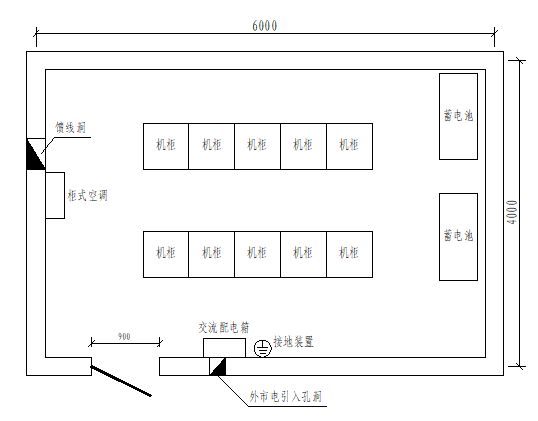 6000
蓄电池
馈线洞
机柜 机柜 机柜 机柜 机柜
柜式空调
4000
蓄电池
机柜 机柜 机柜 机柜 机柜
900
交流配电箱
接地装置
外市电引入孔洞